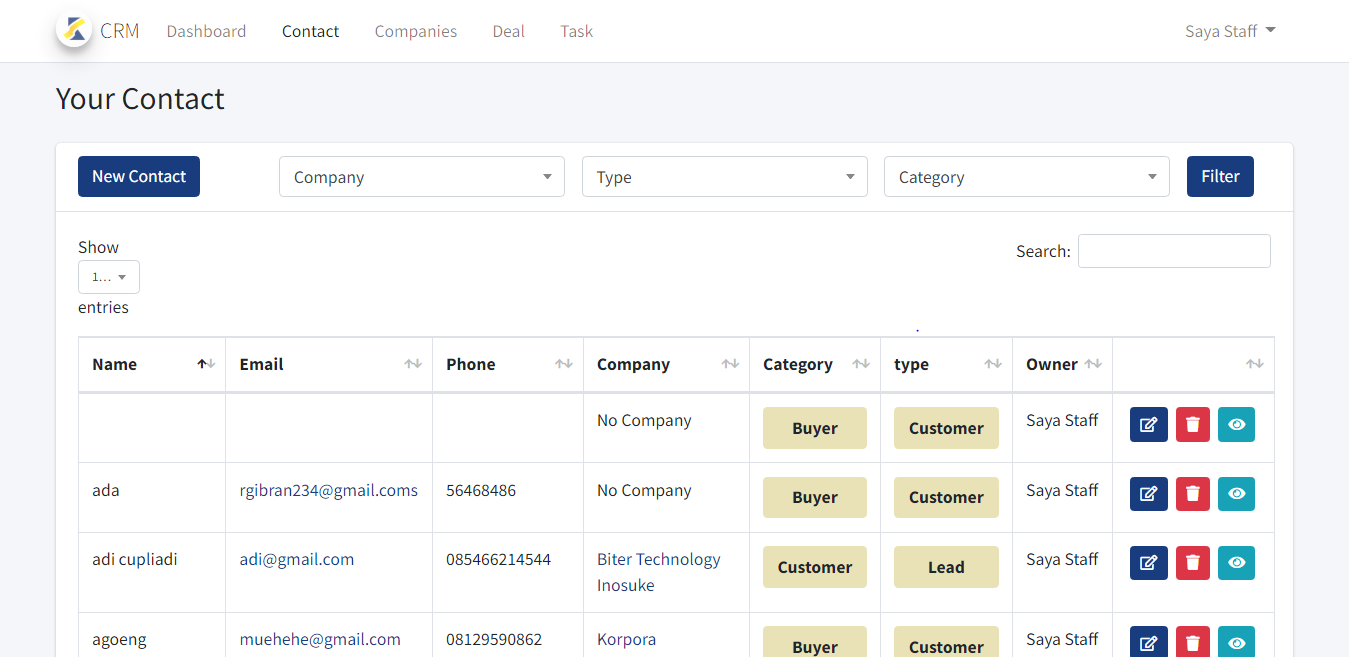 CRM Dashboard Contact Companies Deal Task Saya Staff
Your Contact
New Contact Company Type Category Filter
Show
Search:
1...
entries
Name Email Phone Company Category type Owner
No Company Buyer Customer Saya Staff
ada rgibran234@gmail.coms 56468486 No Company Buyer Customer Saya Staff
adi cupliadi adi@gmail.com 085466214544 Biter Technology Customer Lead Saya Staff
Inosuke
agoeng muehehe@gmail.com 08129590862 Korpora Buyer Customer Saya Staff